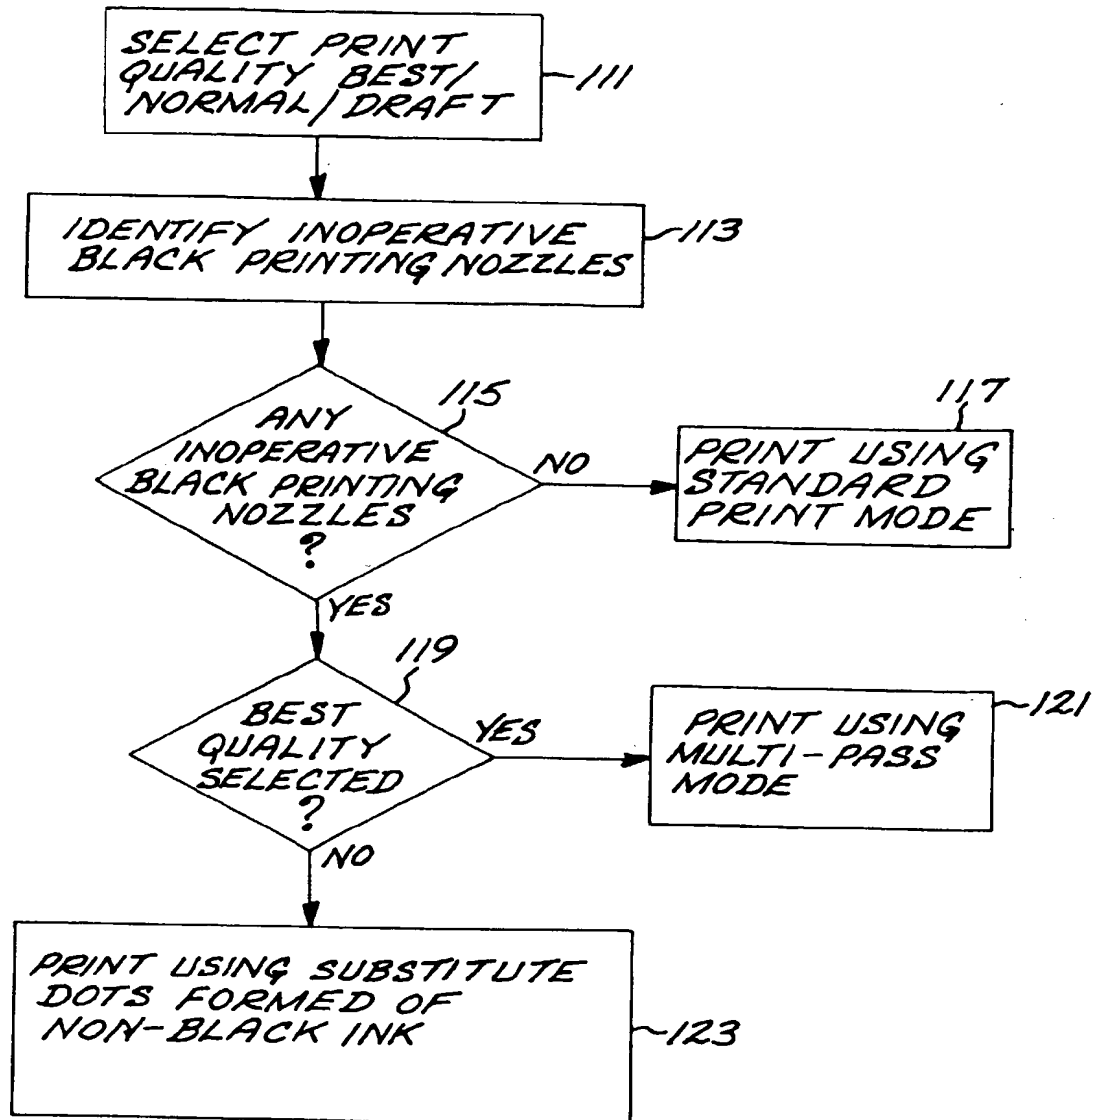 SELECT PRINT
QUALITY BEST/
NORMAL/DRAFT
111
IDENTIFY INOPERATIVE
BLACK PRINTING NOZZLES
113
115
ANY
INOPERATIVE
BLACK PRINTING
NOZZLES
?
NO
117
PRINT USING
STANDARD
PRINT MODE
YES
119
BEST
QUALITY
SELECTED
?
YES
121
PRINT USING
MULTI-PASS
MODE
NO
PRINT USING SUBSTITUTE
DOTS FORMED OF
NON-BLACK INK
123